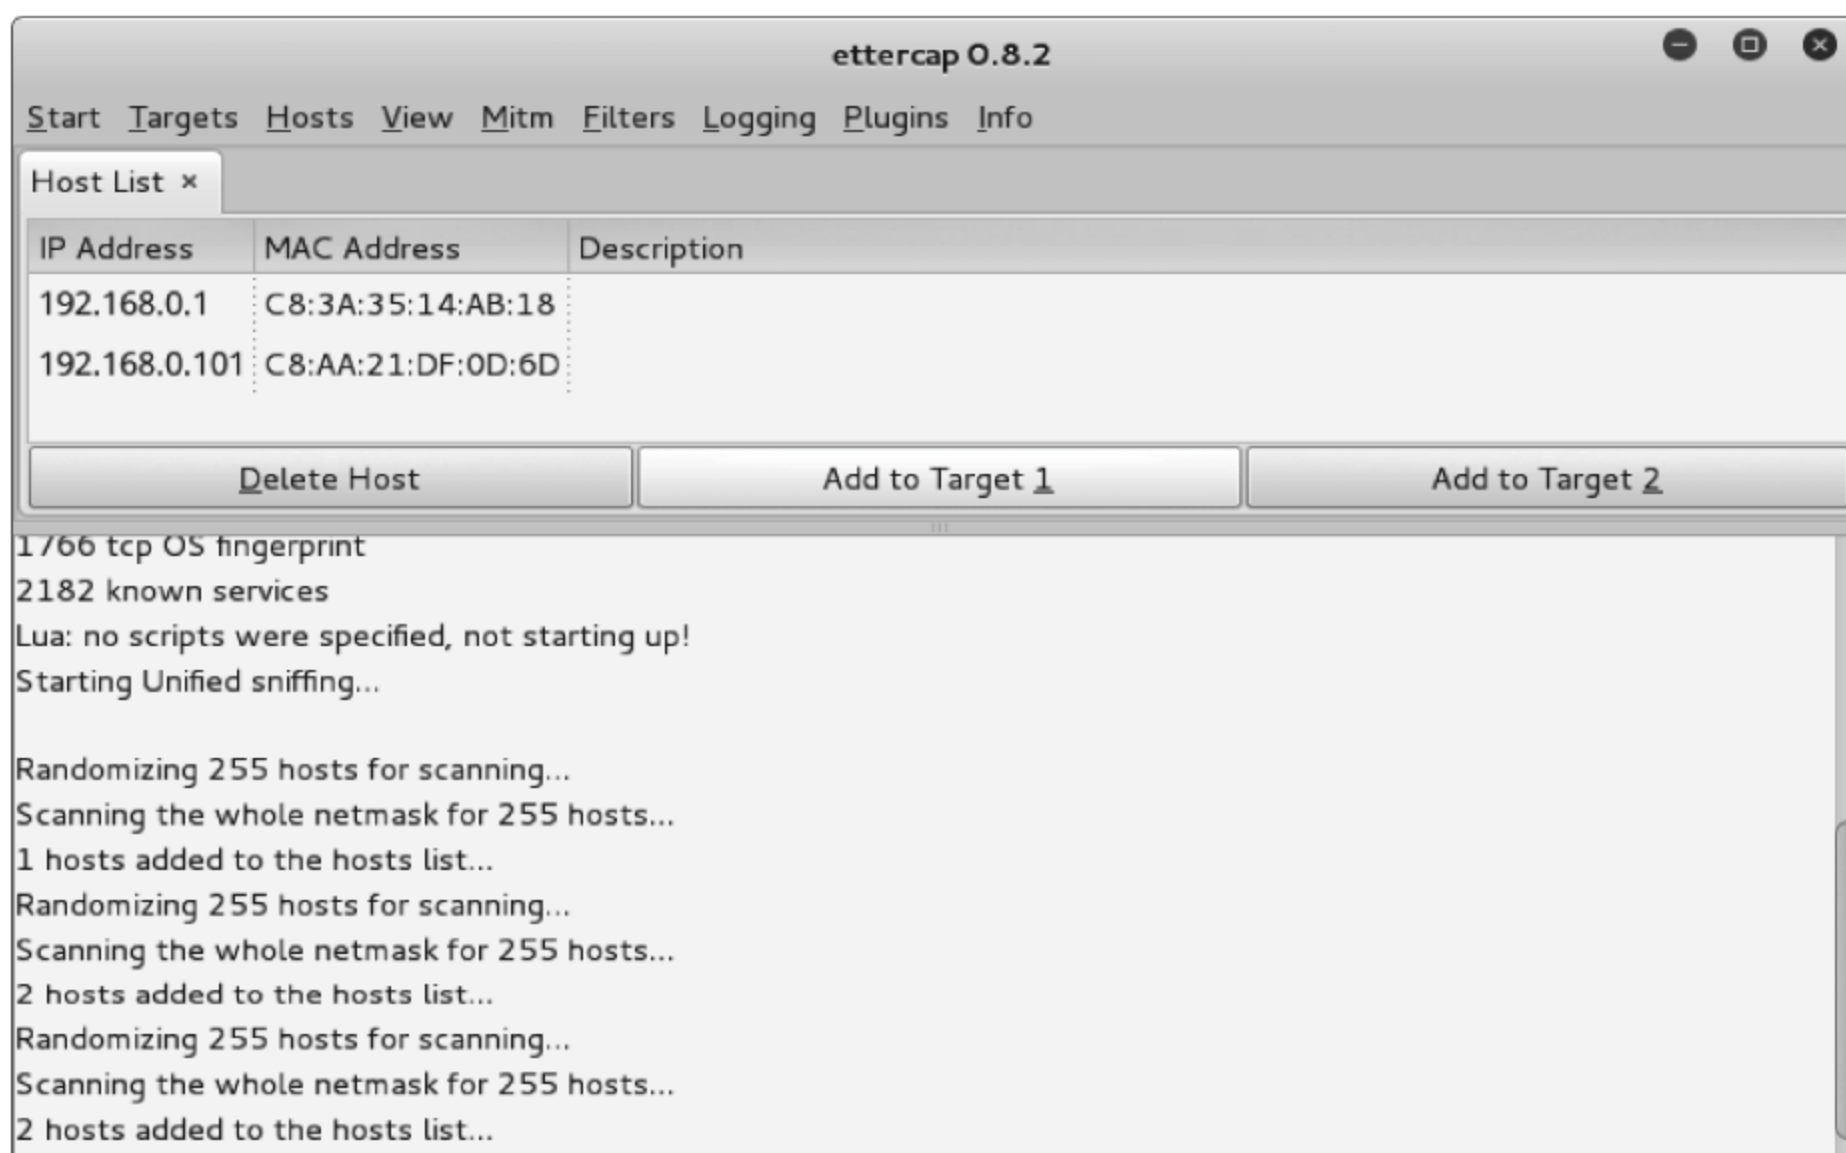 ettercap 0.8.2
Start Targets Hosts View Mitm Filters Logging Plugins Info
Host List ×
IP Address MAC Address Description
192.168.0.1 C8:3A:35:14:AB:18
192.168.0.101 C8:AA:21:DF:0D:6D
Delete Host Add to Target 1 Add to Target 2
1766 tcp OS fingerprint
2182 known services
Lua: no scripts were specified, not starting up!
Starting Unified sniffing...
Randomizing 255 hosts for scanning...
Scanning the whole netmask for 255 hosts...
1 hosts added to the hosts list...
Randomizing 255 hosts for scanning...
Scanning the whole netmask for 255 hosts...
2 hosts added to the hosts list...
Randomizing 255 hosts for scanning...
Scanning the whole netmask for 255 hosts...
2 hosts added to the hosts list...